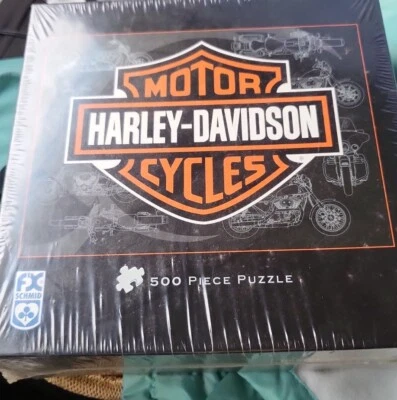 MOTOR
HARLEY-DAVIDSON
CYCLES
®
500 PIECE PUZZLE
FX
SCHMID